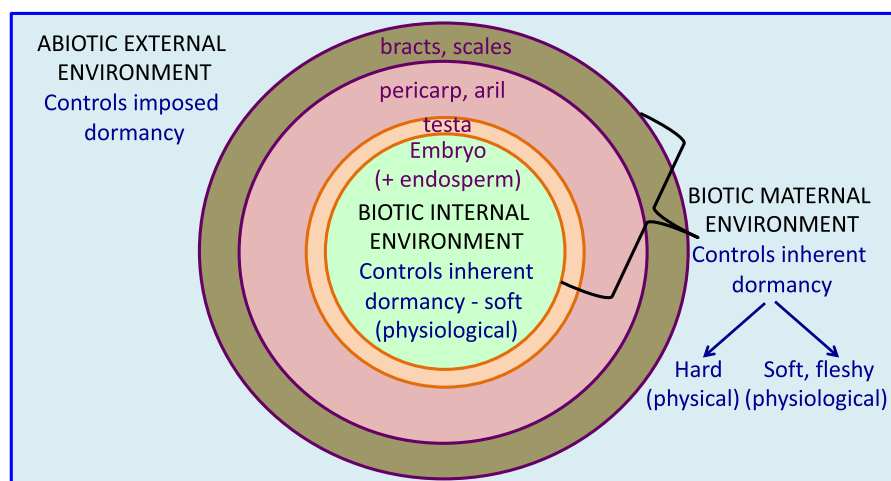 ABIOTIC EXTERNAL
ENVIRONMENT
Controls imposed
dormancy
bracts, scales
pericarp, aril
testa
Embryo
(+ endosperm)
BIOTIC INTERNAL
ENVIRONMENT
Controls inherent
dormancy - soft
(physiological)
BIOTIC MATERNAL
ENVIRONMENT
Controls inherent
dormancy
Hard
(physical)
Soft, fleshy
(physiological)